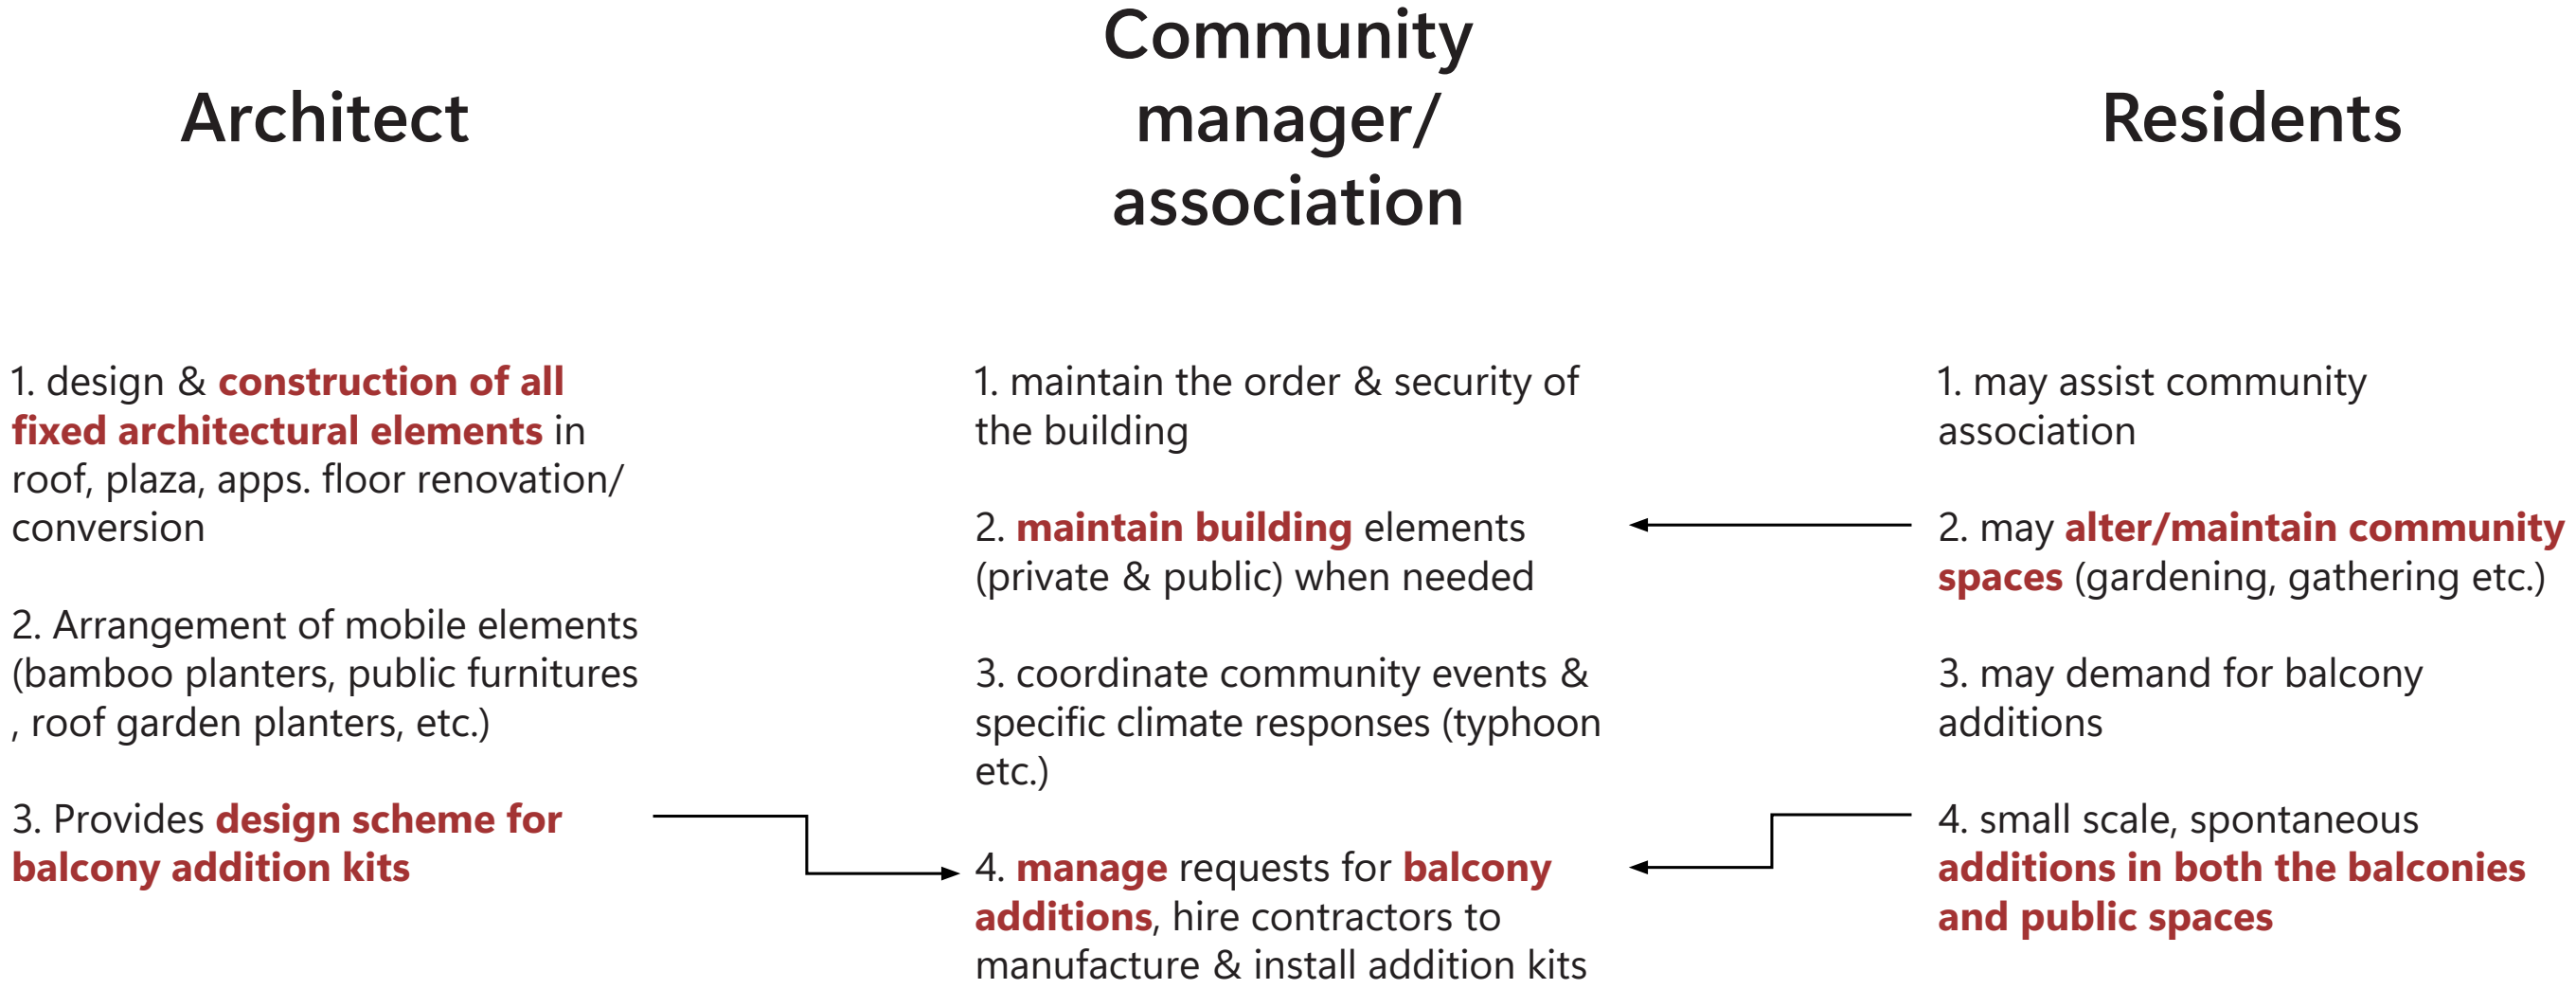 Architect
1. design & construction of all
fixed architectural elements in
roof, plaza, apps. floor renovation/
conversion
2. Arrangement of mobile elements
(bamboo planters, public furnitures
, roof garden planters, etc.)
3. Provides design scheme for
balcony addition kits
Community
manager/
association
1. maintain the order & security of
the building
2. maintain building elements
(private & public) when needed
3. coordinate community events &
specific climate responses (typhoon
etc.)
4. manage requests for balcony
additions, hire contractors to
manufacture & install addition kits
Residents
1. may assist community
association
2. may alter/maintain community
spaces (gardening, gathering etc.)
3. may demand for balcony
additions
4. small scale, spontaneous
additions in both the balconies
and public spaces